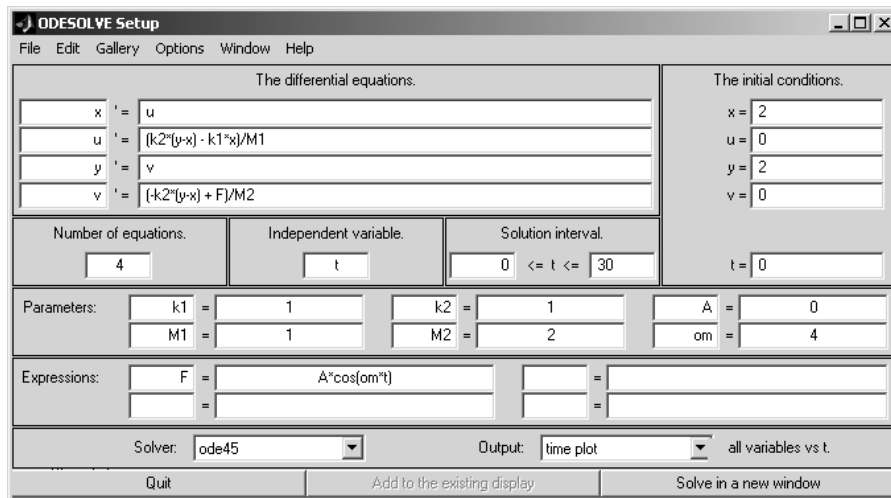 ODESOLVE Setup
File Edit Gallery Options Window Help
The differential equations.
x ' = u
u ' = (k2*(y-x) - k1*x)/M1
y ' = v
v ' = (-k2*(y-x) + F)/M2
The initial conditions.
x = 2
u = 0
y = 2
v = 0
t = 0
Number of equations.
4
Independent variable.
t
Solution interval.
0 <= t <= 30
Parameters: k1 = 1 k2 = 1 A = 0
M1 = 1 M2 = 2 om = 4
Expressions: F = A*cos(om*t) =
= =
Solver: ode45 Output: time plot all variables vs t.
Quit Add to the existing display Solve in a new window